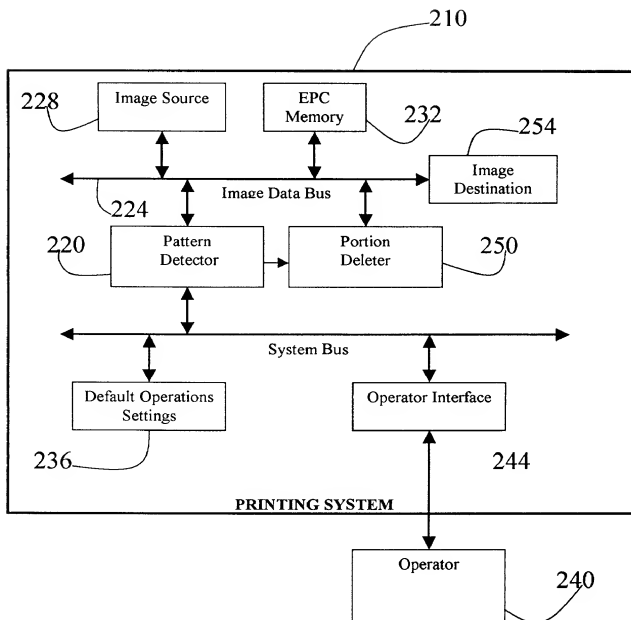 210
228
Image Source
EPC
Memory
232
254
Image
Destination
Image Data Bus
224
220
Pattern
Detector
Portion
Deleter
250
System Bus
Default Operations
Settings
Operator Interface
236
244
PRINTING SYSTEM
Operator
240